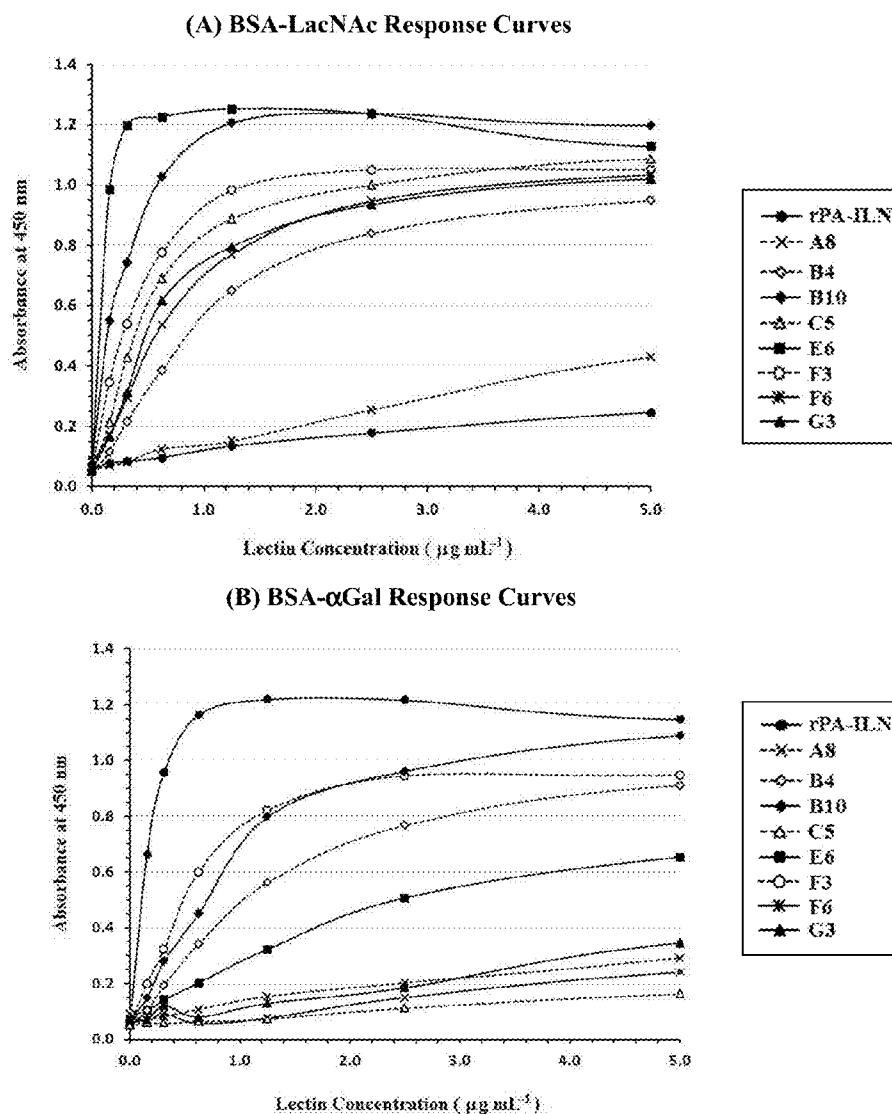 (A) BSA-LacNAc Response Curves
1.4
1.2
1.0
0.8
0.6
0.4
0.2
0.0
Absorbance at 450 nm
0.0 1.0 2.0 3.0 4.0 5.0
Lectin Concentration ( µg mL⁻¹ )
rPA-ILN
A8
B4
B10
C5
E6
F3
F6
G3
(B) BSA-αGal Response Curves
1.4
1.2
1.0
0.8
0.6
0.4
0.2
0.0
Absorbance at 450 nm
0.0 1.0 2.0 3.0 4.0 5.0
Lectin Concentration ( µg mL
rPA-ILN
A8
B4
B10
C5
E6
F3
F6
G3